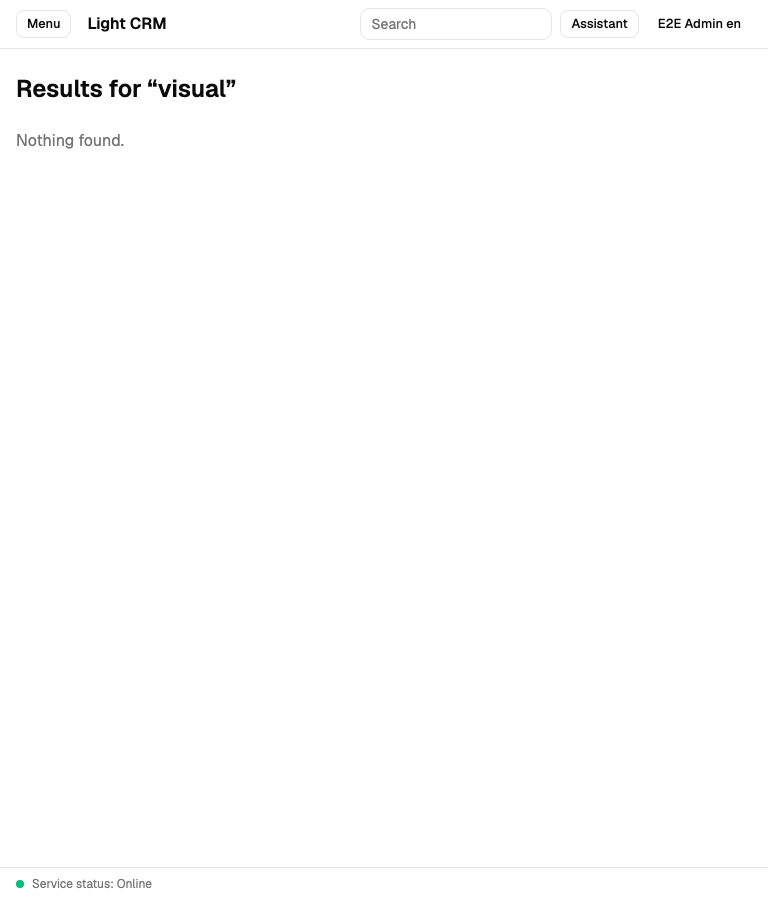 Menu
Light CRM
Search
Assistant
E2E Admin en
Results for “visual”
Nothing found.
Service status: Online